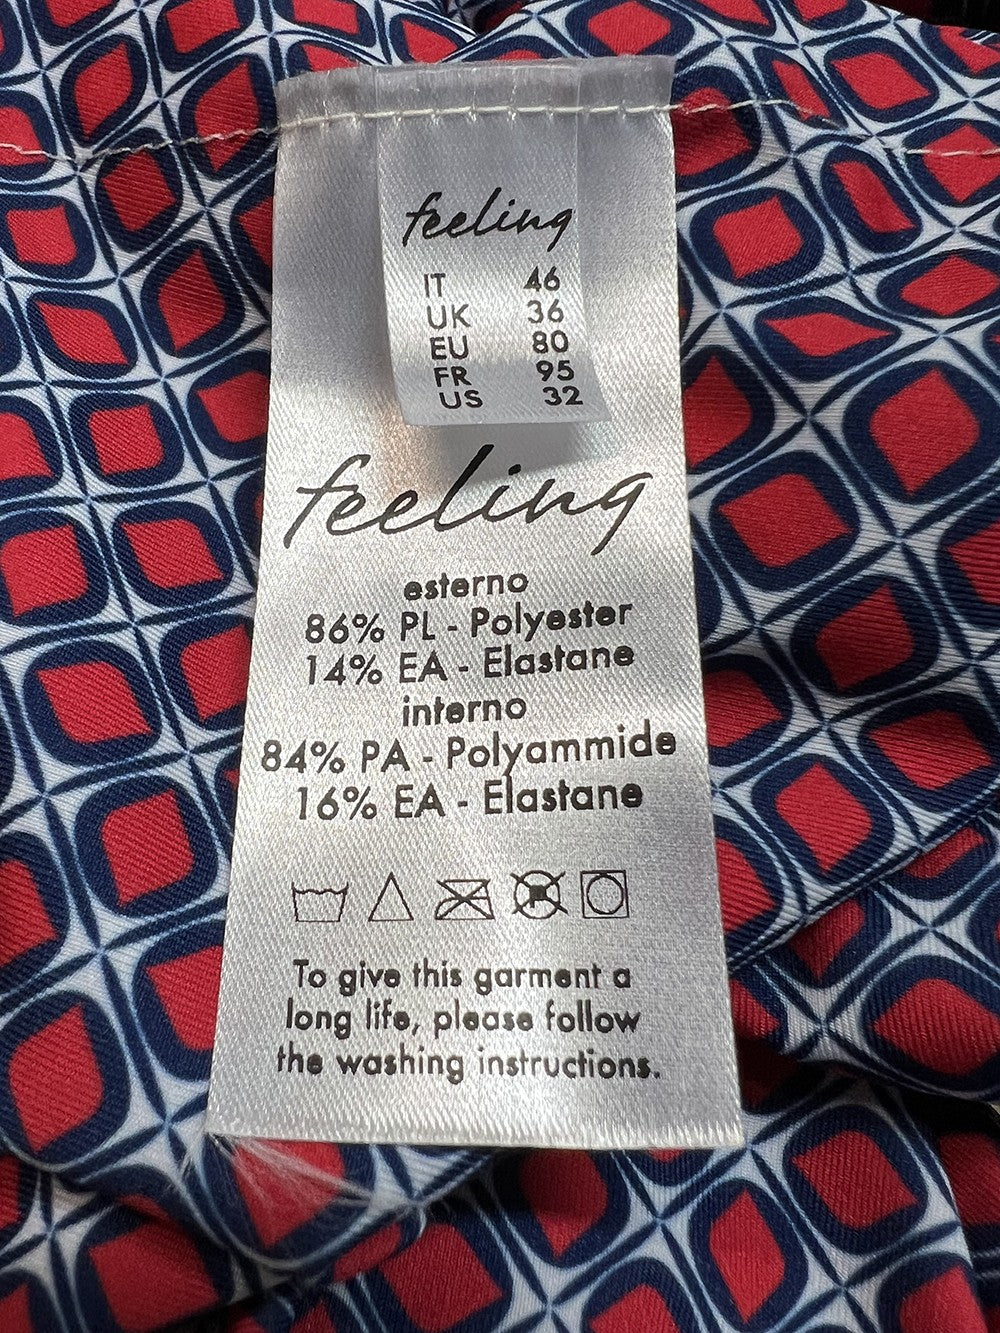 feeling
IT 46
UK 36
EU 80
FR 95
US 32
feeling
esterno
86% PL - Polyester
14% EA - Elastane
interno
84% PA - Polyammide
16% EA - Elastane
To give this garment a
long life, please follow
the washing instructions.